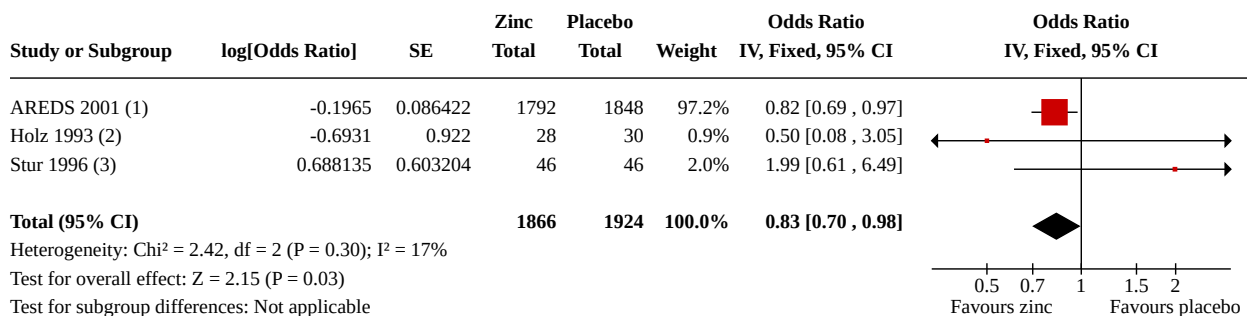 Zinc Placebo Odds Ratio Odds Ratio
Study or Subgroup log[Odds Ratio] SE Total Total Weight IV, Fixed, 95% CI IV, Fixed, 95% CI
AREDS 2001 (1) -0.1965 0.086422 1792 1848 97.2% 0.82 [0.69 , 0.97]
Holz 1993 (2) -0.6931 0.922 28 30 0.9% 0.50 [0.08 , 3.05]
Stur 1996 (3) 0.688135 0.603204 46 46 2.0% 1.99 [0.61 , 6.49]
Total (95% CI) 1866 1924 100.0% 0.83 [0.70 , 0.98]
Heterogeneity: Chi² = 2.42, df = 2 (P = 0.30); I² = 17%
Test for overall effect: Z = 2.15 (P = 0.03)
Test for subgroup differences: Not applicable
0.5 0.7 1 1.5 2
Favours zinc Favours placebo